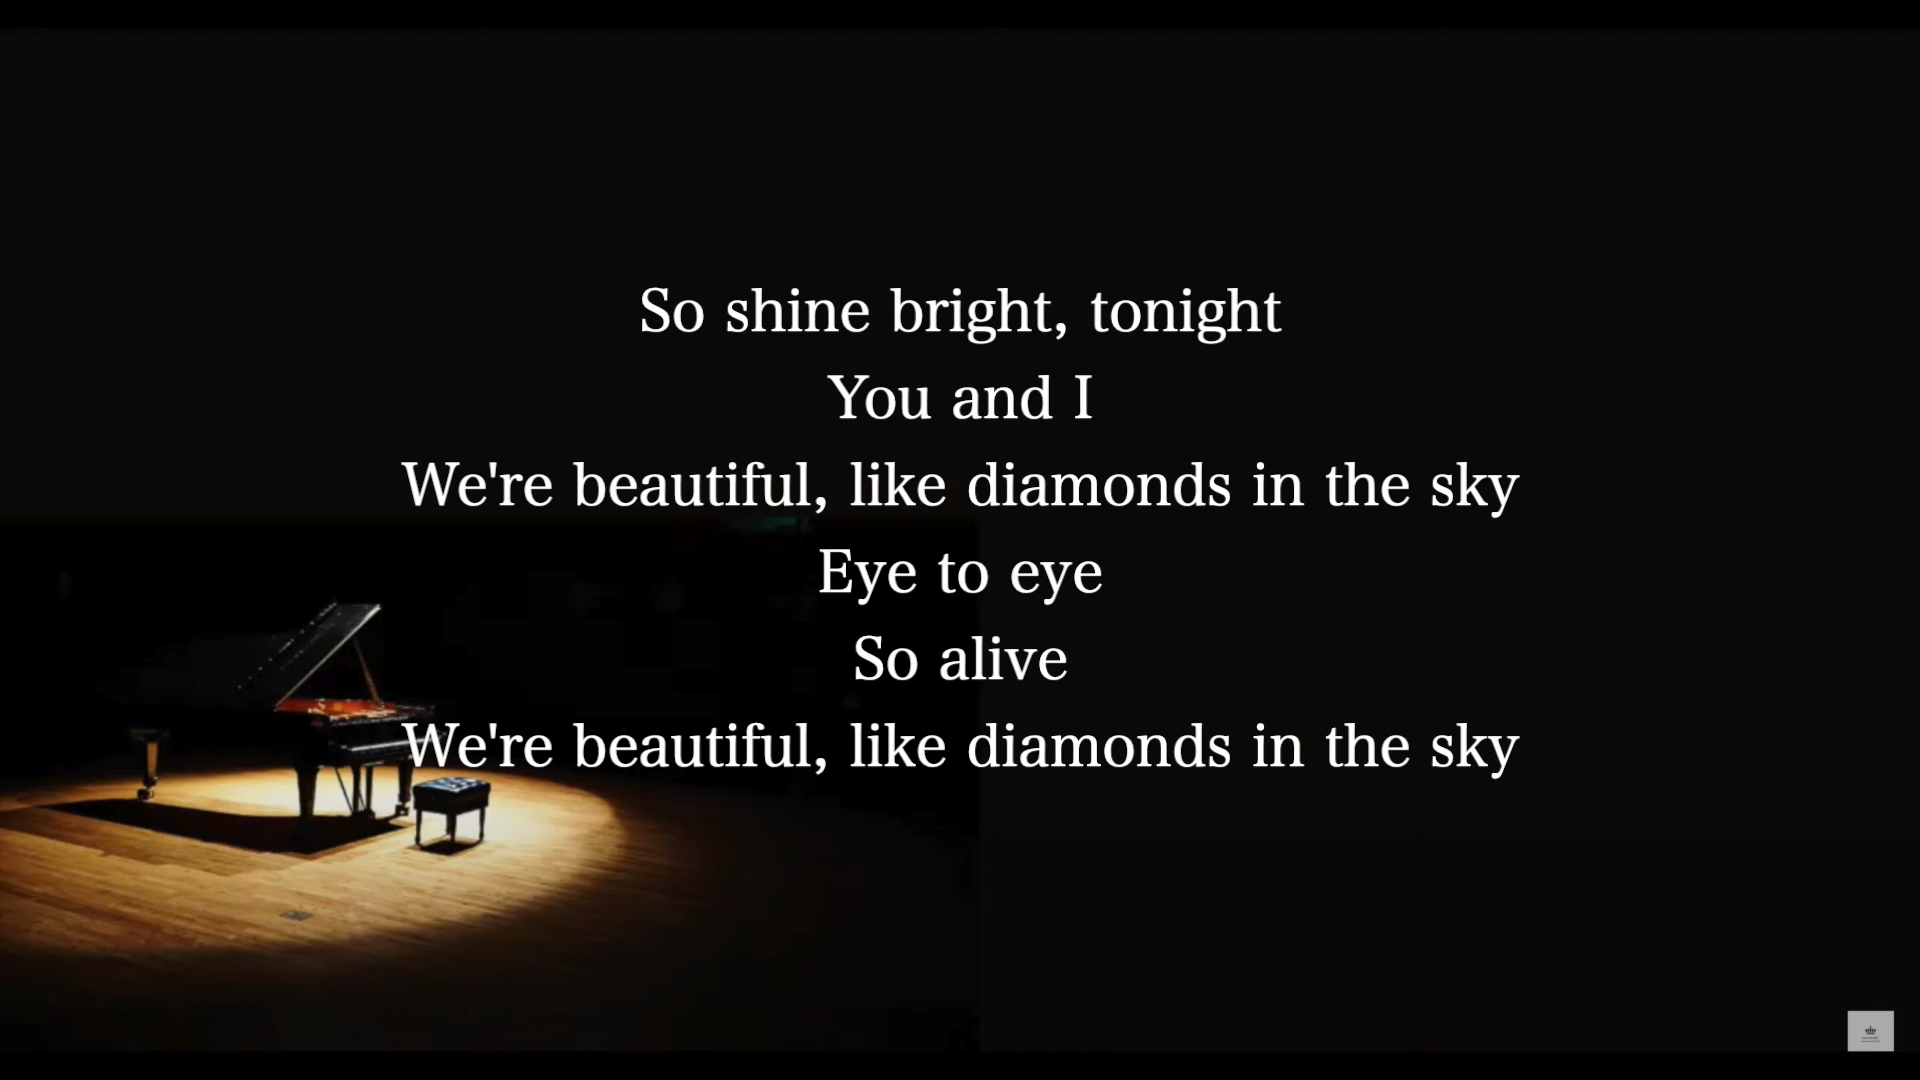 So shine bright, tonight
You and I
We're beautiful, like diamonds in the sky
Eye to eye
So alive
We're beautiful, like diamonds in the sky